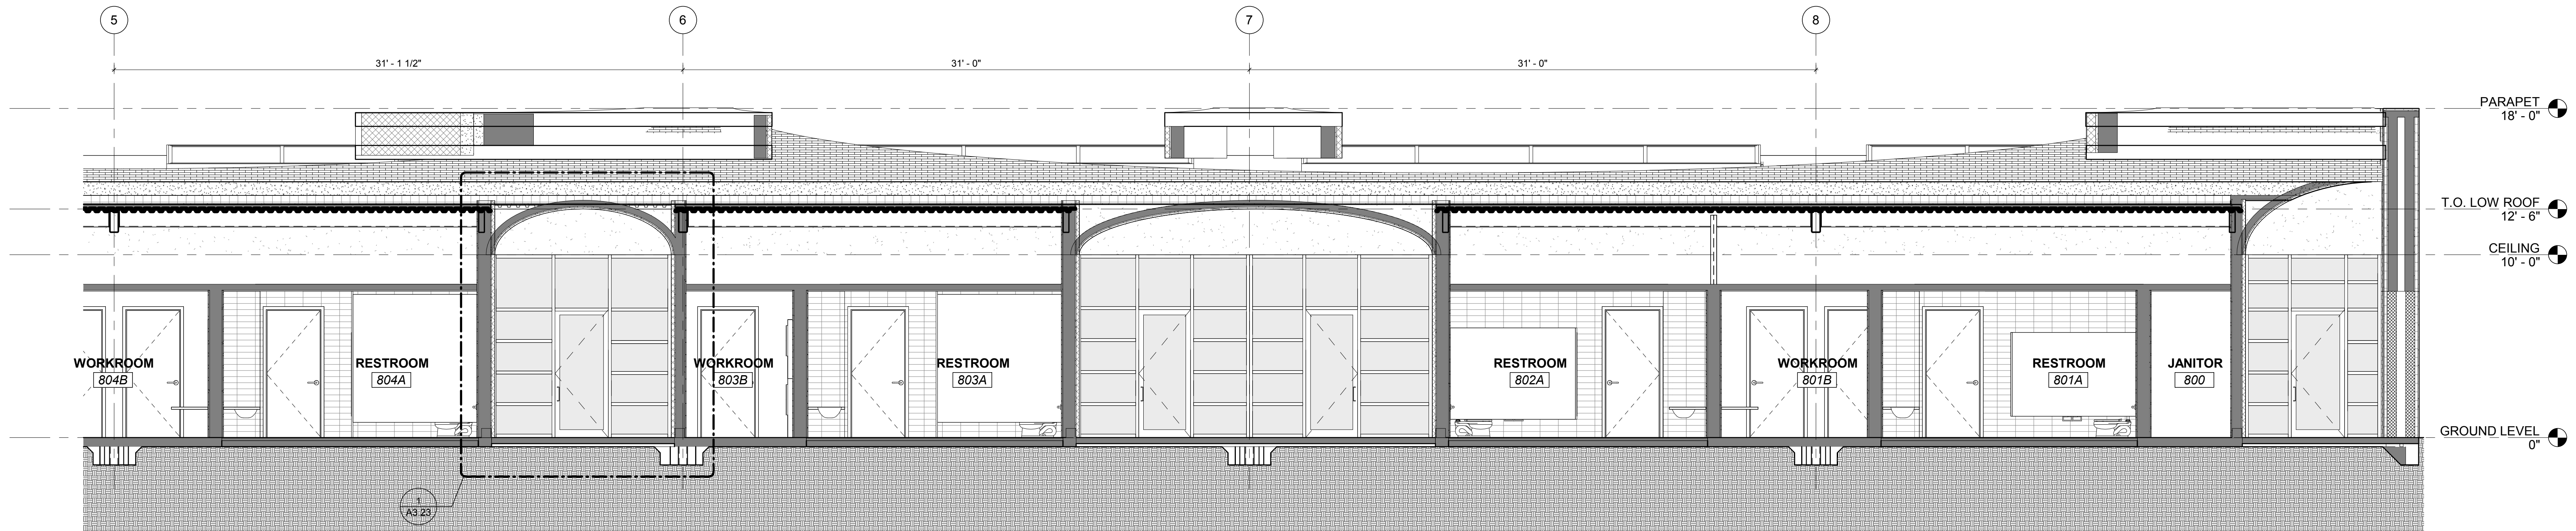 5
6
7
8
31' - 1 1/2"
31' - 0"
31' - 0"
PARAPET
18' - 0"
T.O. LOW ROOF
12' - 6"
CEILING
10' - 0"
WORKROOM
804B
RESTROOM
804A
WORKROOM
803B
RESTROOM
803A
RESTROOM
802A
WORKROOM
801B
RESTROOM
801A
JANITOR
800
GROUND LEVEL
0"
1
A3.23